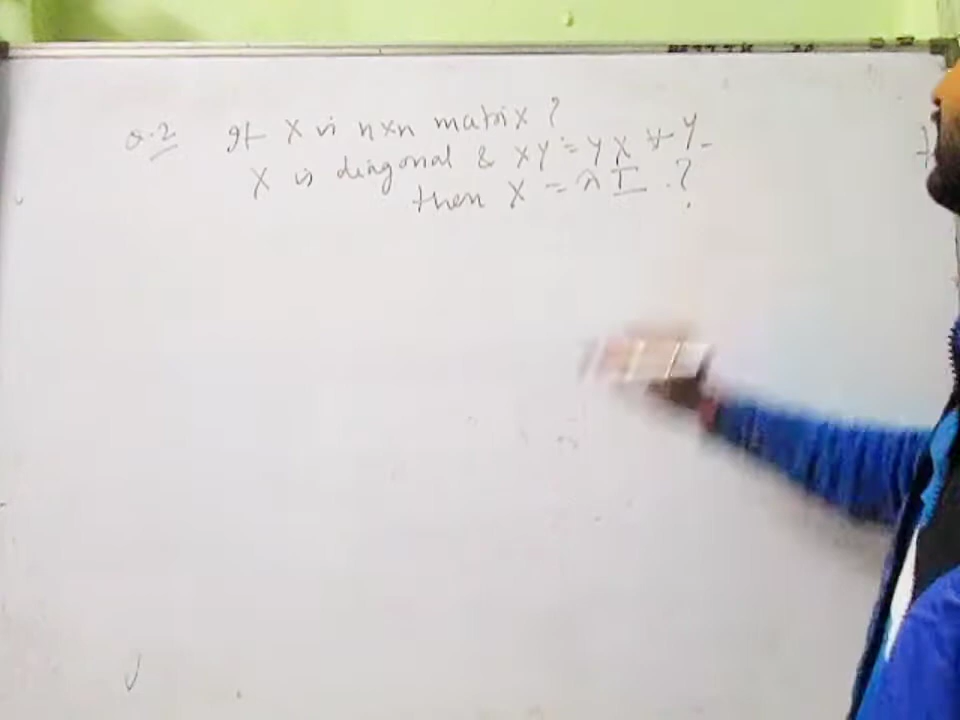 Q.2 If X is n×n matrix ?
X is diagonal & XY = YX ∀ Y.
then X = λI . ?